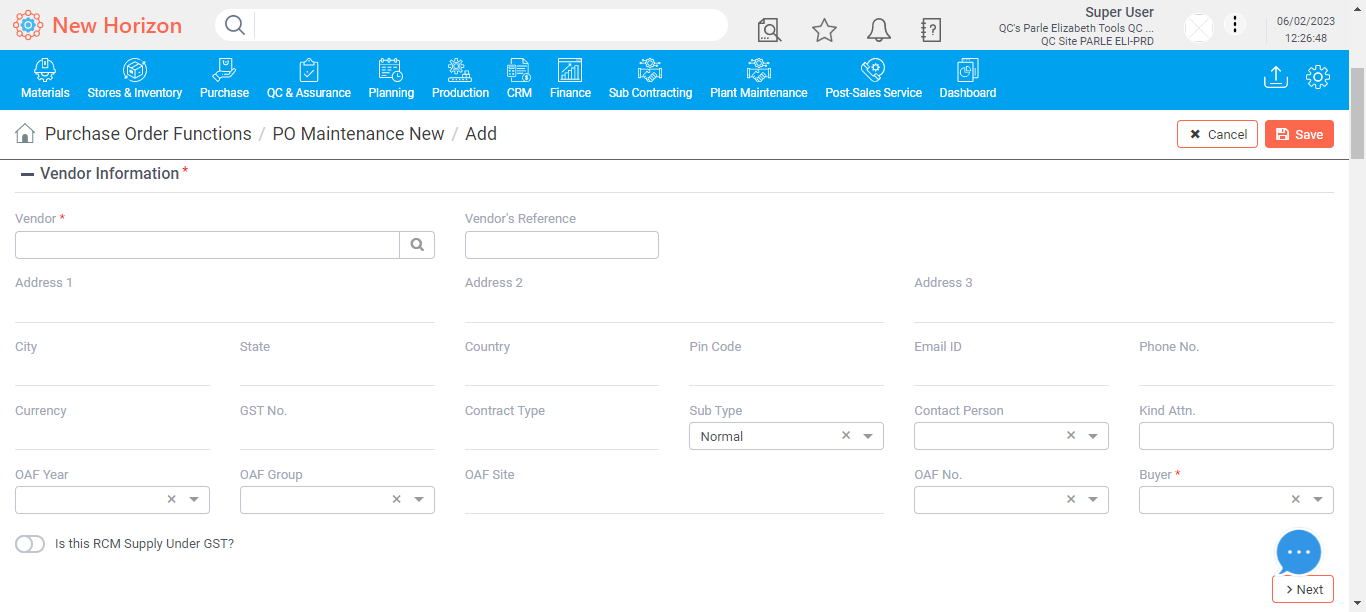 New Horizon
Super User
QC's Parle Elizabeth Tools QC ...
QC Site PARLE ELI-PRD
06/02/2023
12:26:48
Materials Stores & Inventory Purchase QC & Assurance Planning Production CRM Finance Sub Contracting Plant Maintenance Post-Sales Service Dashboard
Purchase Order Functions / PO Maintenance New / Add
Cancel Save
Vendor Information *
Vendor * Vendor's Reference
Address 1 Address 2 Address 3
City State Country Pin Code Email ID Phone No.
Currency GST No. Contract Type Sub Type Contact Person Kind Attn.
Normal
OAF Year OAF Group OAF Site OAF No. Buyer *
Is this RCM Supply Under GST?
Next